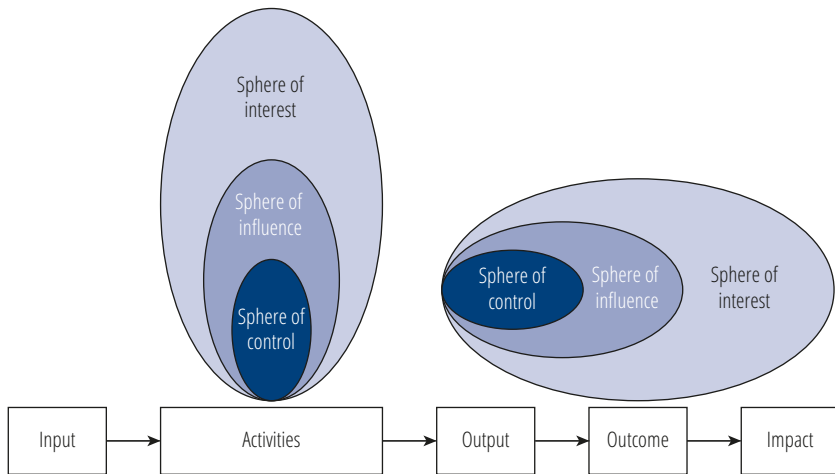 Sphere of
interest
Sphere of
influence
Sphere of
control
Sphere of
control
Sphere of
influence
Sphere of
interest
Input
Activities
Output
Outcome
Impact